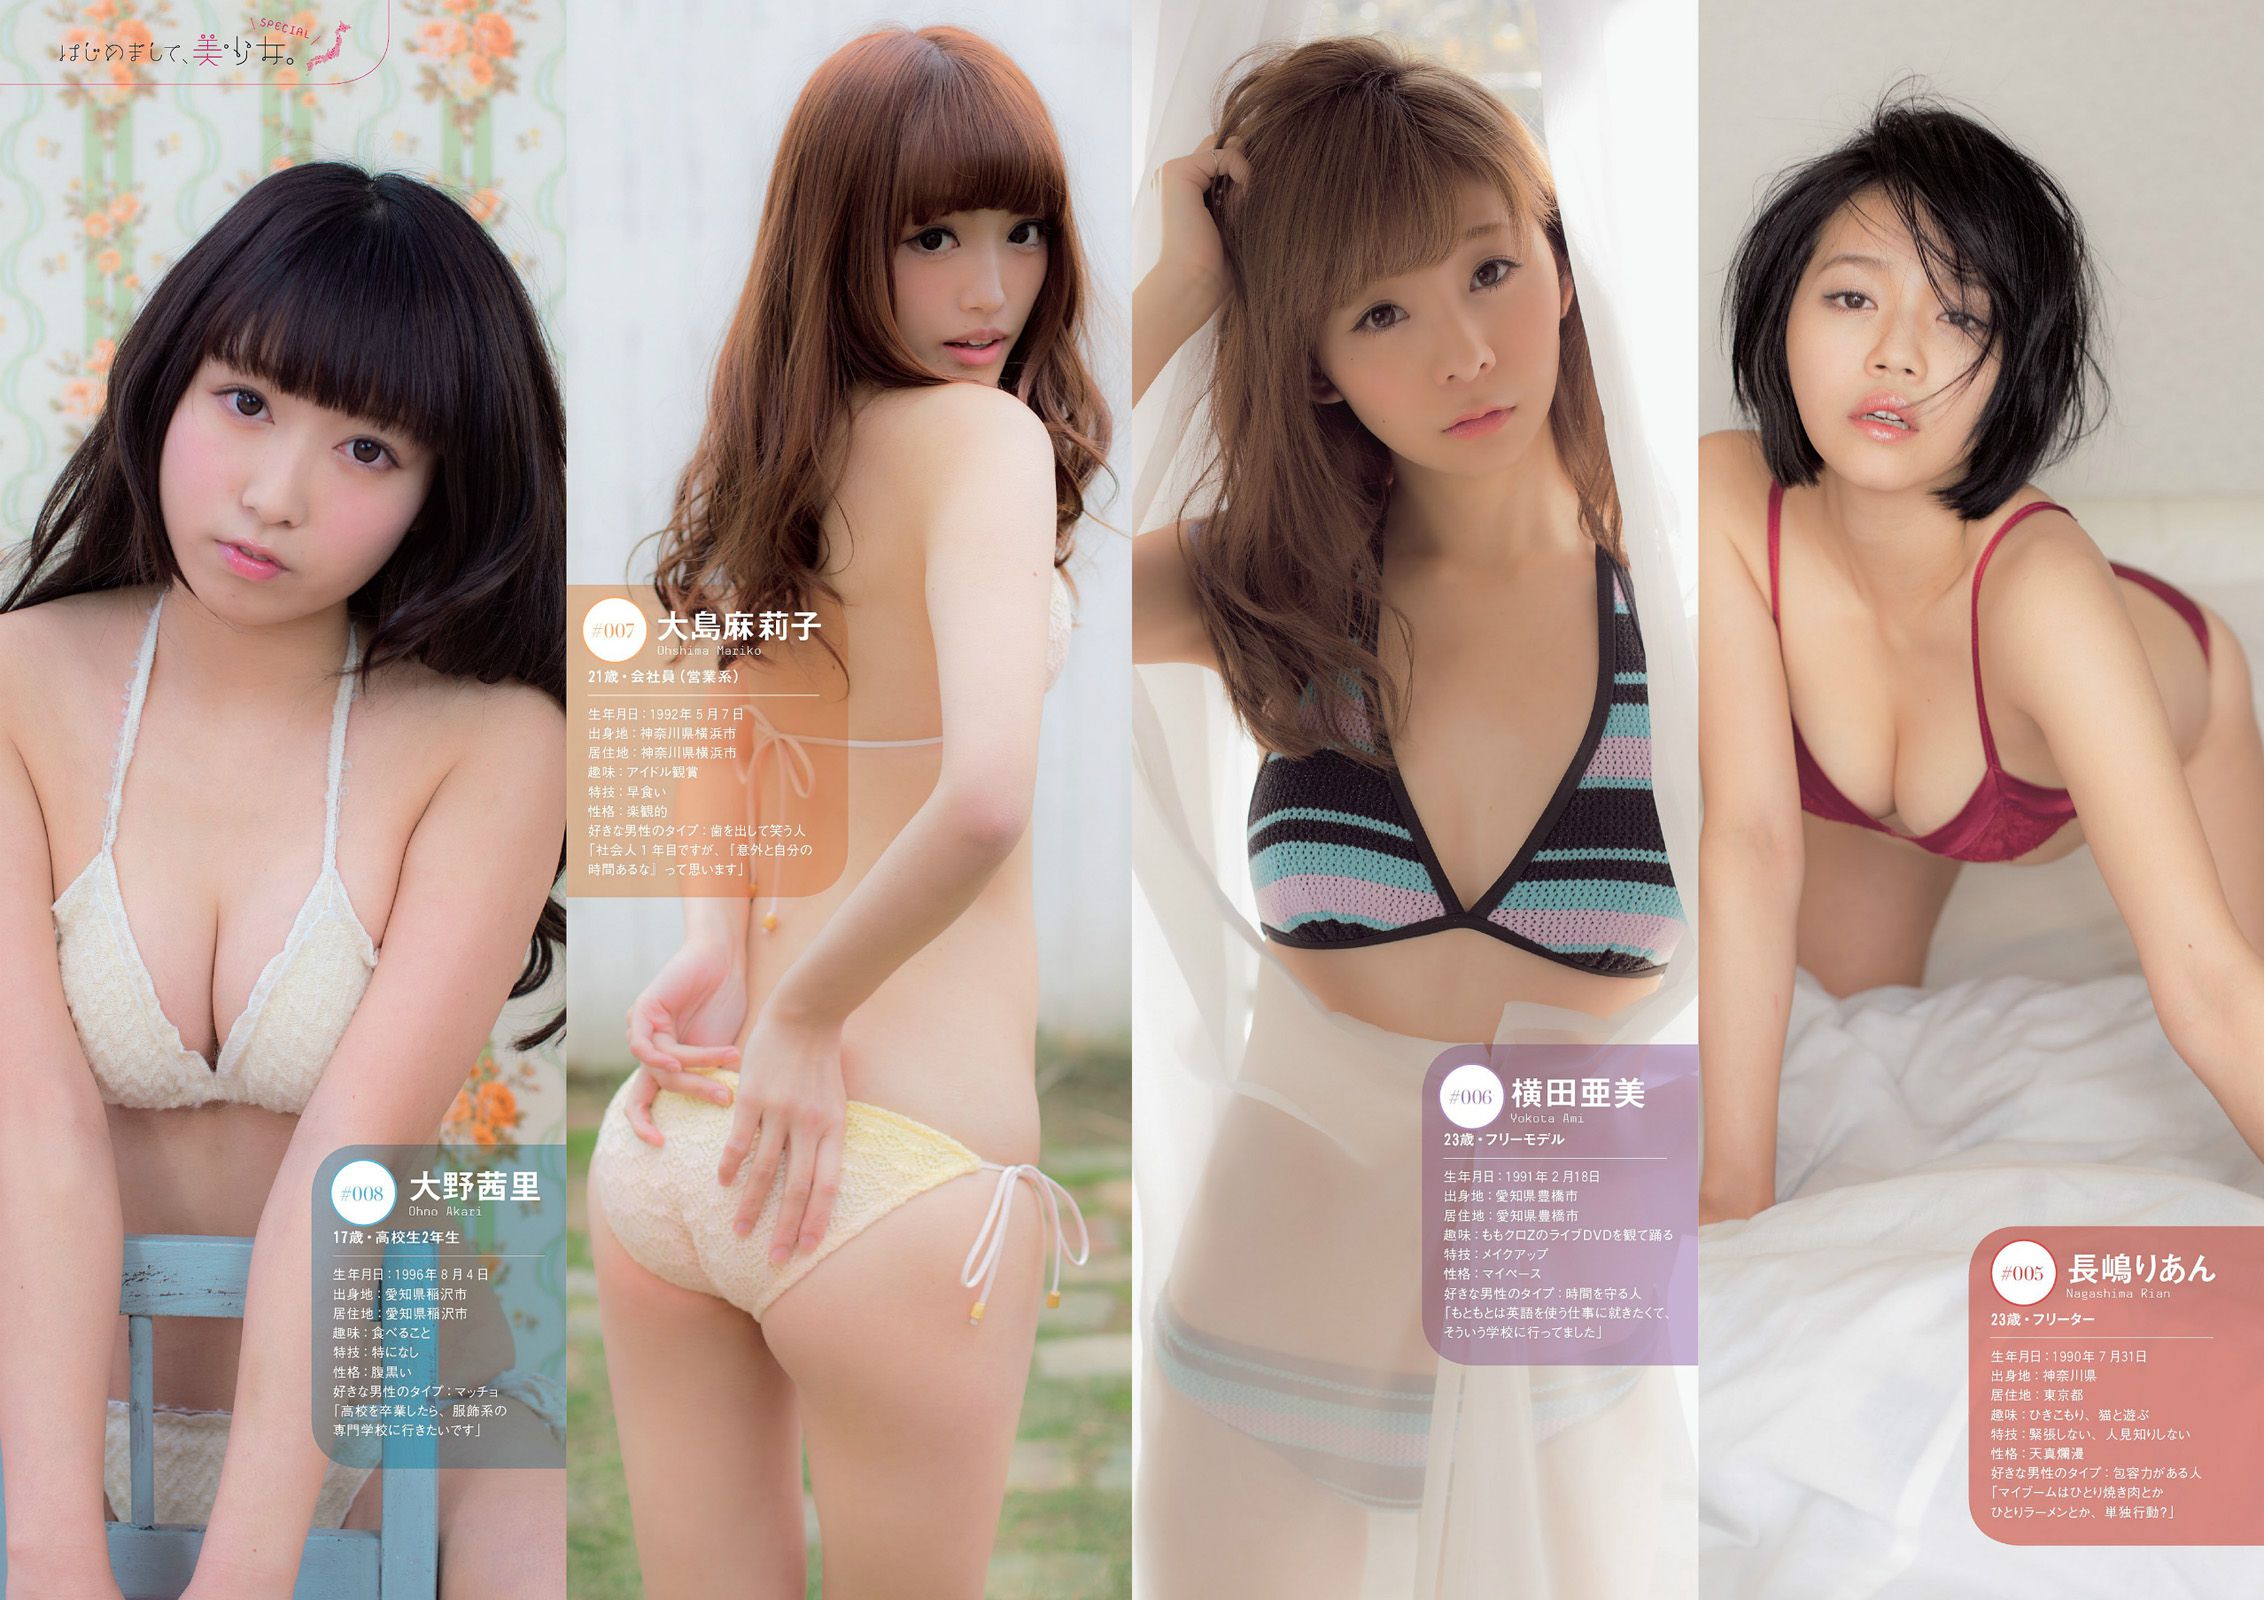 はじめまして、美少女。
SPECIAL
#008 大野茜里
Ohno Akari
17歳・高校生2年生
生年月日：1996年8月4日
出身地：愛知県稲沢市
居住地：愛知県稲沢市
趣味：食べること
特技：特になし
性格：腹黒い
好きな男性のタイプ：マッチョ
「高校を卒業したら、服飾系の
専門学校に行きたいです」
#007 大島麻莉子
Ohshima Mariko
21歳・会社員（営業系）
生年月日：1992年5月7日
出身地：神奈川県横浜市
居住地：神奈川県横浜市
趣味：アイドル観賞
特技：早食い
性格：楽観的
好きな男性のタイプ：歯を出して笑う人
「社会人1年目ですが、『意外と自分の
時間あるな』って思います」
#006 横田亜美
Yokota Ami
23歳・フリーモデル
生年月日：1991年2月18日
出身地：愛知県豊橋市
居住地：愛知県豊橋市
趣味：ももクロZのライブDVDを観て踊る
特技：メイクアップ
性格：マイペース
好きな男性のタイプ：時間を守る人
「もともとは英語を使う仕事に就きたくて、
そういう学校に行ってました」
#005 長嶋りあん
Nagashima Rian
23歳・フリーター
生年月日：1990年7月31日
出身地：神奈川県
居住地：東京都
趣味：ひきこもり、猫と遊ぶ
特技：緊張しない、人見知りしない
性格：天真爛漫
好きな男性のタイプ：包容力がある人
「マイブームはひとり焼き肉とか
ひとりラーメンとか、単独行動？」